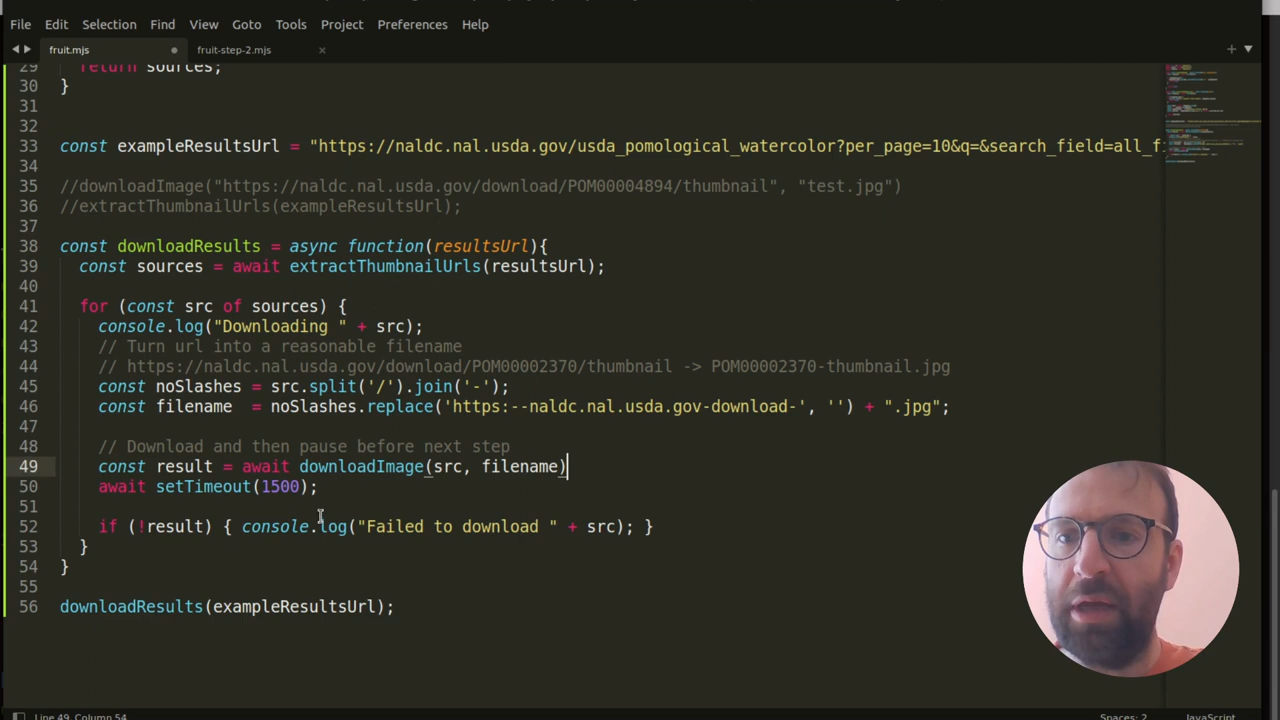 File Edit Selection Find View Goto Tools Project Preferences Help
fruit.mjs fruit-step-2.mjs
29 return sources;
30 }
31
32
33 const exampleResultsUrl = "https://naldc.nal.usda.gov/usda_pomological_watercolor?per_page=10&q=&search_field=all_f
34
35 //downloadImage("https://naldc.nal.usda.gov/download/POM00004894/thumbnail", "test.jpg")
36 //extractThumbnailUrls(exampleResultsUrl);
37
38 const downloadResults = async function(resultsUrl){
39 const sources = await extractThumbnailUrls(resultsUrl);
40
41 for (const src of sources) {
42 console.log("Downloading " + src);
43 // Turn url into a reasonable filename
44 // https://naldc.nal.usda.gov/download/POM00002370/thumbnail -> POM00002370-thumbnail.jpg
45 const noSlashes = src.split('/').join('-');
46 const filename = noSlashes.replace('https:--naldc.nal.usda.gov-download-', '') + ".jpg";
47
48 // Download and then pause before next step
49 const result = await downloadImage(src, filename)
50 await setTimeout(1500);
51
52 if (!result) { console.log("Failed to download " + src); }
53 }
54 }
55
56 downloadResults(exampleResultsUrl);
Line 49, Column 54 Spaces: 2 JavaScript